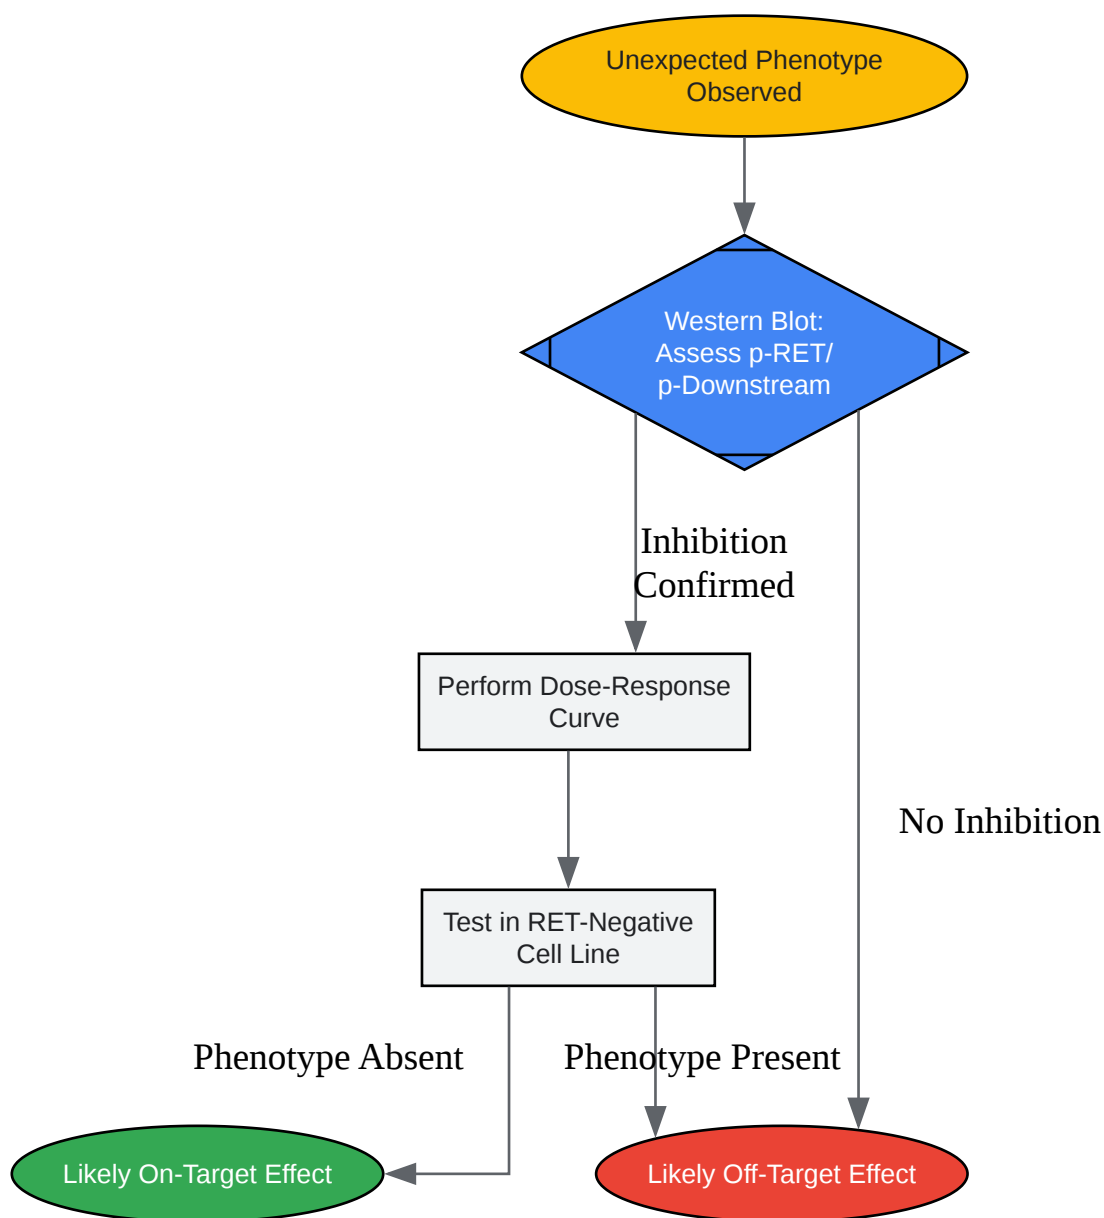 Unexpected Phenotype
Observed
Western Blot:
Assess p-RET/
p-Downstream
Inhibition
Confirmed
Perform Dose-Response
Curve
No Inhibition
Test in RET-Negative
Cell Line
Phenotype Absent
Phenotype Present
Likely On-Target Effect
Likely Off-Target Effect